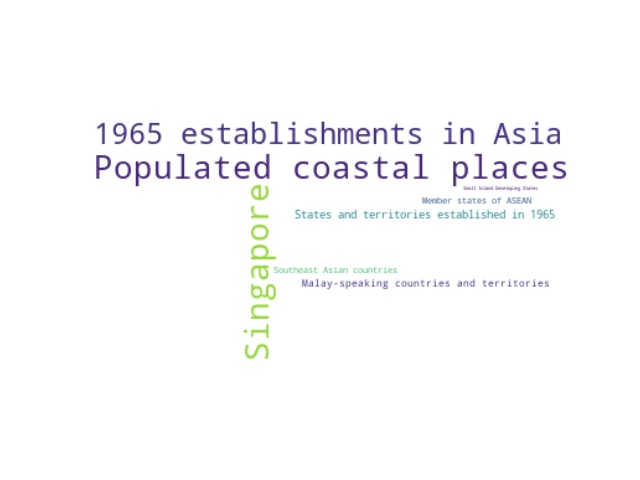 1965 establishments in Asia
Populated coastal places
Small Island Developing States
Member states of ASEAN
States and territories established in 1965
Singapore
Southeast Asian countries
Malay-speaking countries and territories